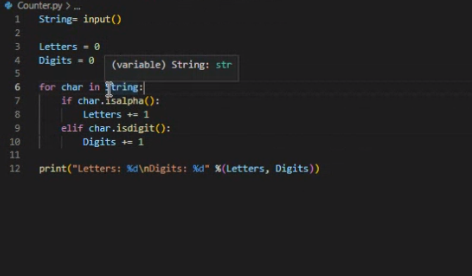 Counter.py > ...
1 String= input()
2
3 Letters = 0
4 Digits = 0
(variable) String: str
5
6 for char in String:
7 if char.isalpha():
8 Letters += 1
9 elif char.isdigit():
10 Digits += 1
11
12 print("Letters: %d\nDigits: %d" %(Letters, Digits))